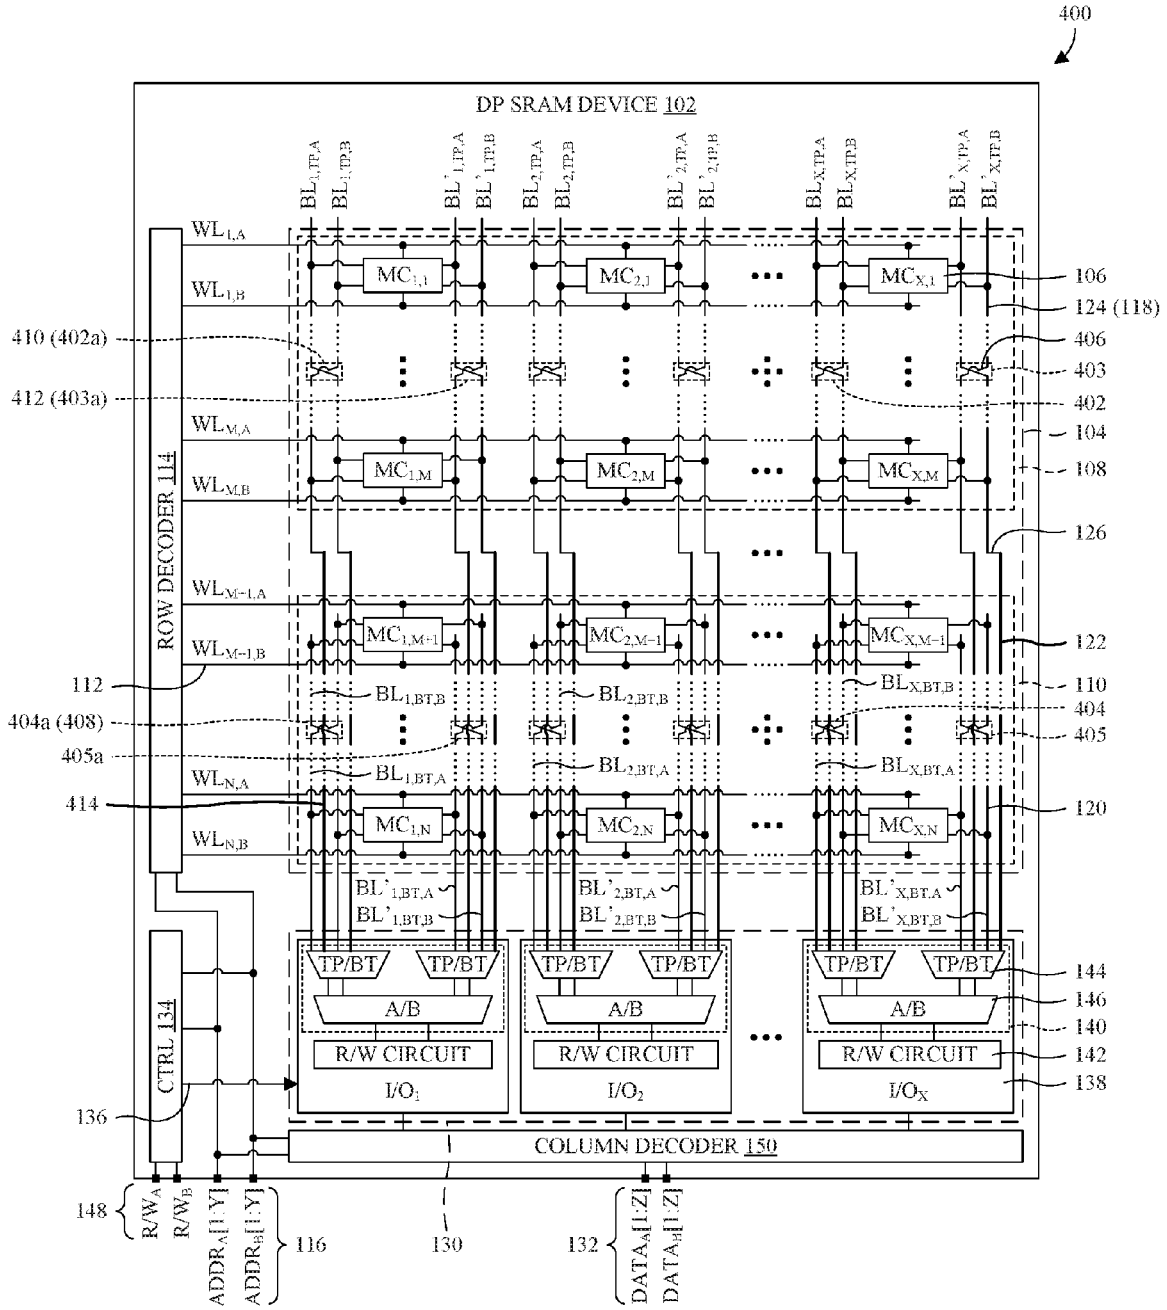 400
DP SRAM DEVICE 102
BL1,TP,A
BL1,TP,B
BL'1,TP,A
BL'1,TP,B
BL2,TP,A
BL2,TP,B
BL'2,TP,A
BL'2,TP,B
BLX,TP,A
BLX,TP,B
BL'X,TP,A
BL'X,TP,B
WL1,A
MC1,1
MC2,1
MCX,1
106
WL1,B
124 (118)
410 (402a)
406
403
412 (403a)
402
WLM,A
104
ROW DECODER 114
MC1,M
MC2,M
MCX,M
108
WLM,B
126
WLM-1,A
MC1,M+1
MC2,M-1
MCX,M-1
122
WLM-1,B
112
BL1,BT,B
BL2,BT,B
BLX,BT,B
110
404a (408)
404
405a
405
BL1,BT,A
BL2,BT,A
BLX,BT,A
WLN,A
414
MC1,N
MC2,N
MCX,N
120
WLN,B
BL'1,BT,A
BL'2,BT,A
BL'X,BT,A
BL'1,BT,B
BL'2,BT,B
BL'X,BT,B
TP/BT
TP/BT
TP/BT
TP/BT
TP/BT
TP/BT
144
A/B
A/B
A/B
146
140
CTRL 134
R/W CIRCUIT
R/W CIRCUIT
R/W CIRCUIT
142
136
I/O1
I/O2
I/OX
138
COLUMN DECODER 150
148
R/WA
R/WB
ADDRA[1:Y]
ADDRB[1:Y]
116
130
132
DATAA[1:Z]
DATAB[1:Z]